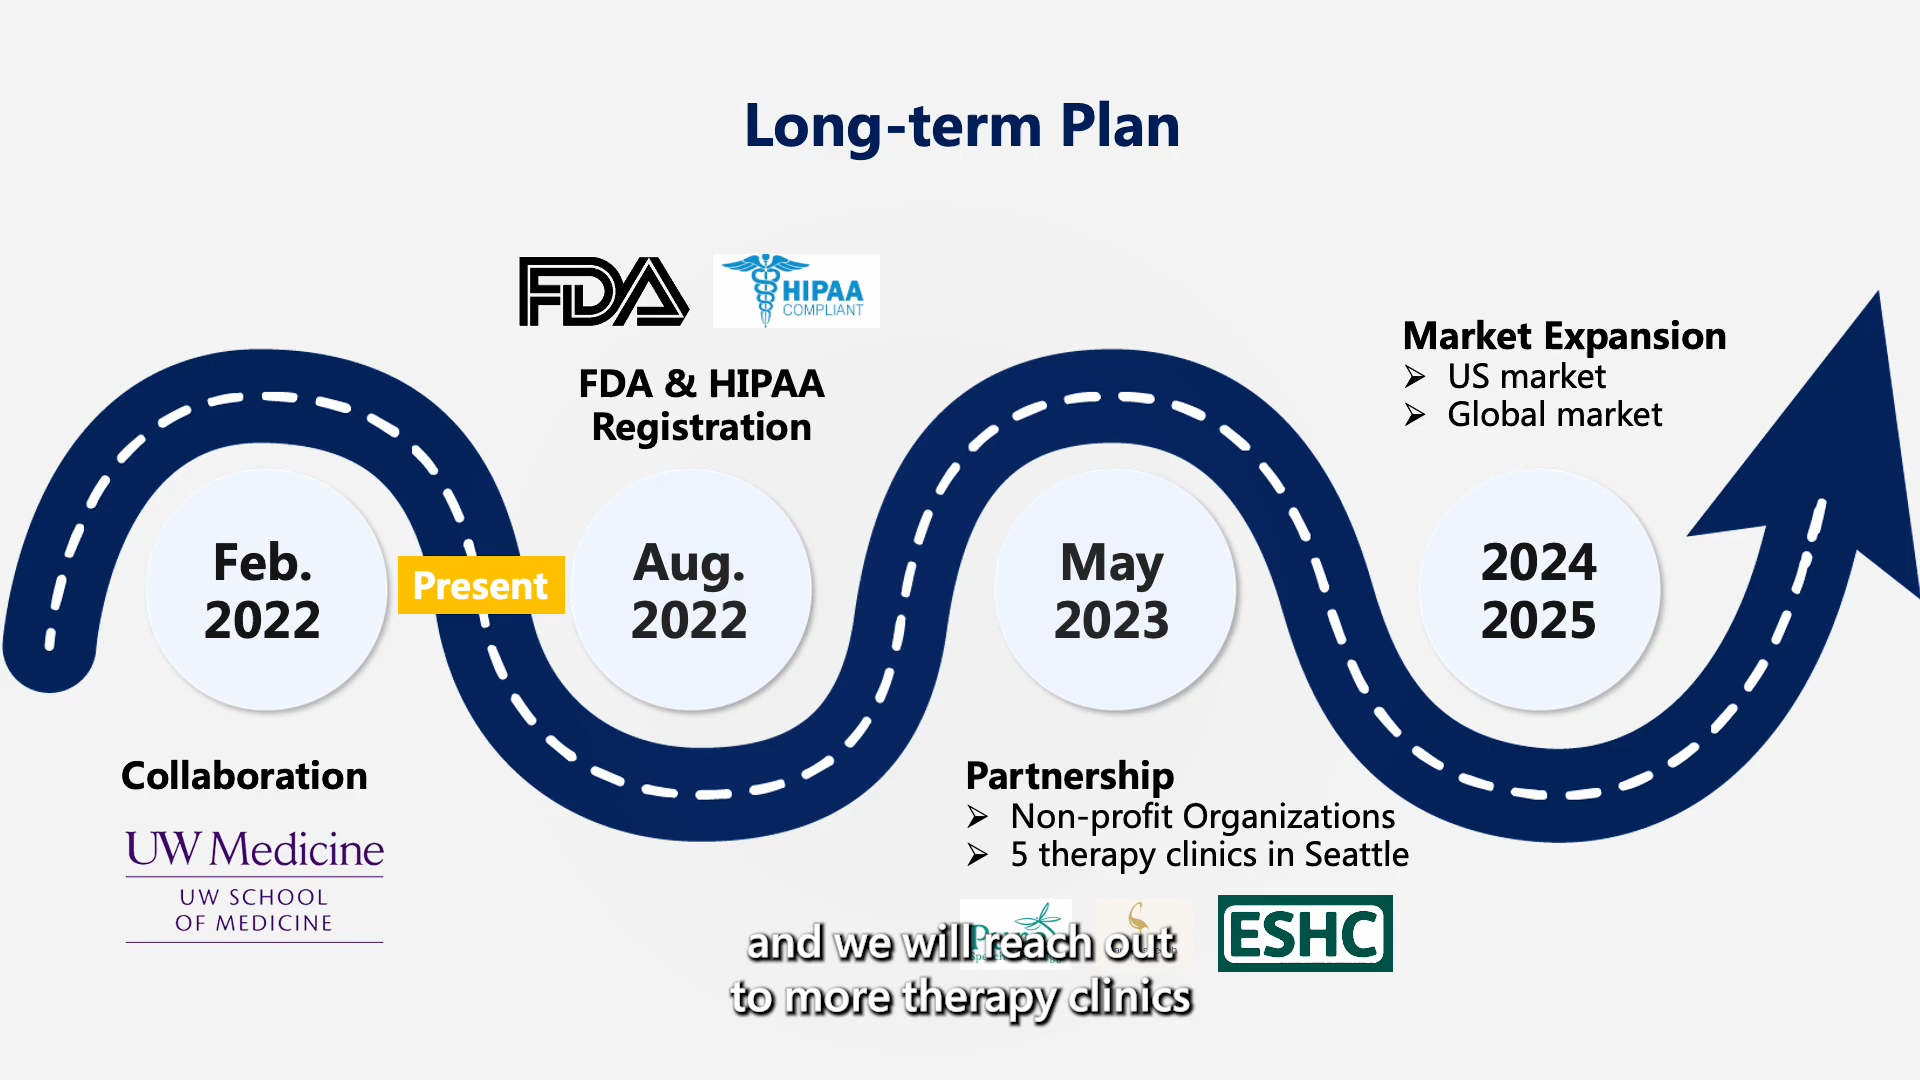 Long-term Plan
FDA
HIPAA
COMPLIANT
FDA & HIPAA
Registration
Market Expansion
➢ US market
➢ Global market
Feb.
2022
Present
Aug.
2022
May
2023
2024
2025
Collaboration
UW Medicine
UW SCHOOL
OF MEDICINE
Partnership
➢ Non-profit Organizations
➢ 5 therapy clinics in Seattle
ESHC
and we will reach out
to more therapy clinics